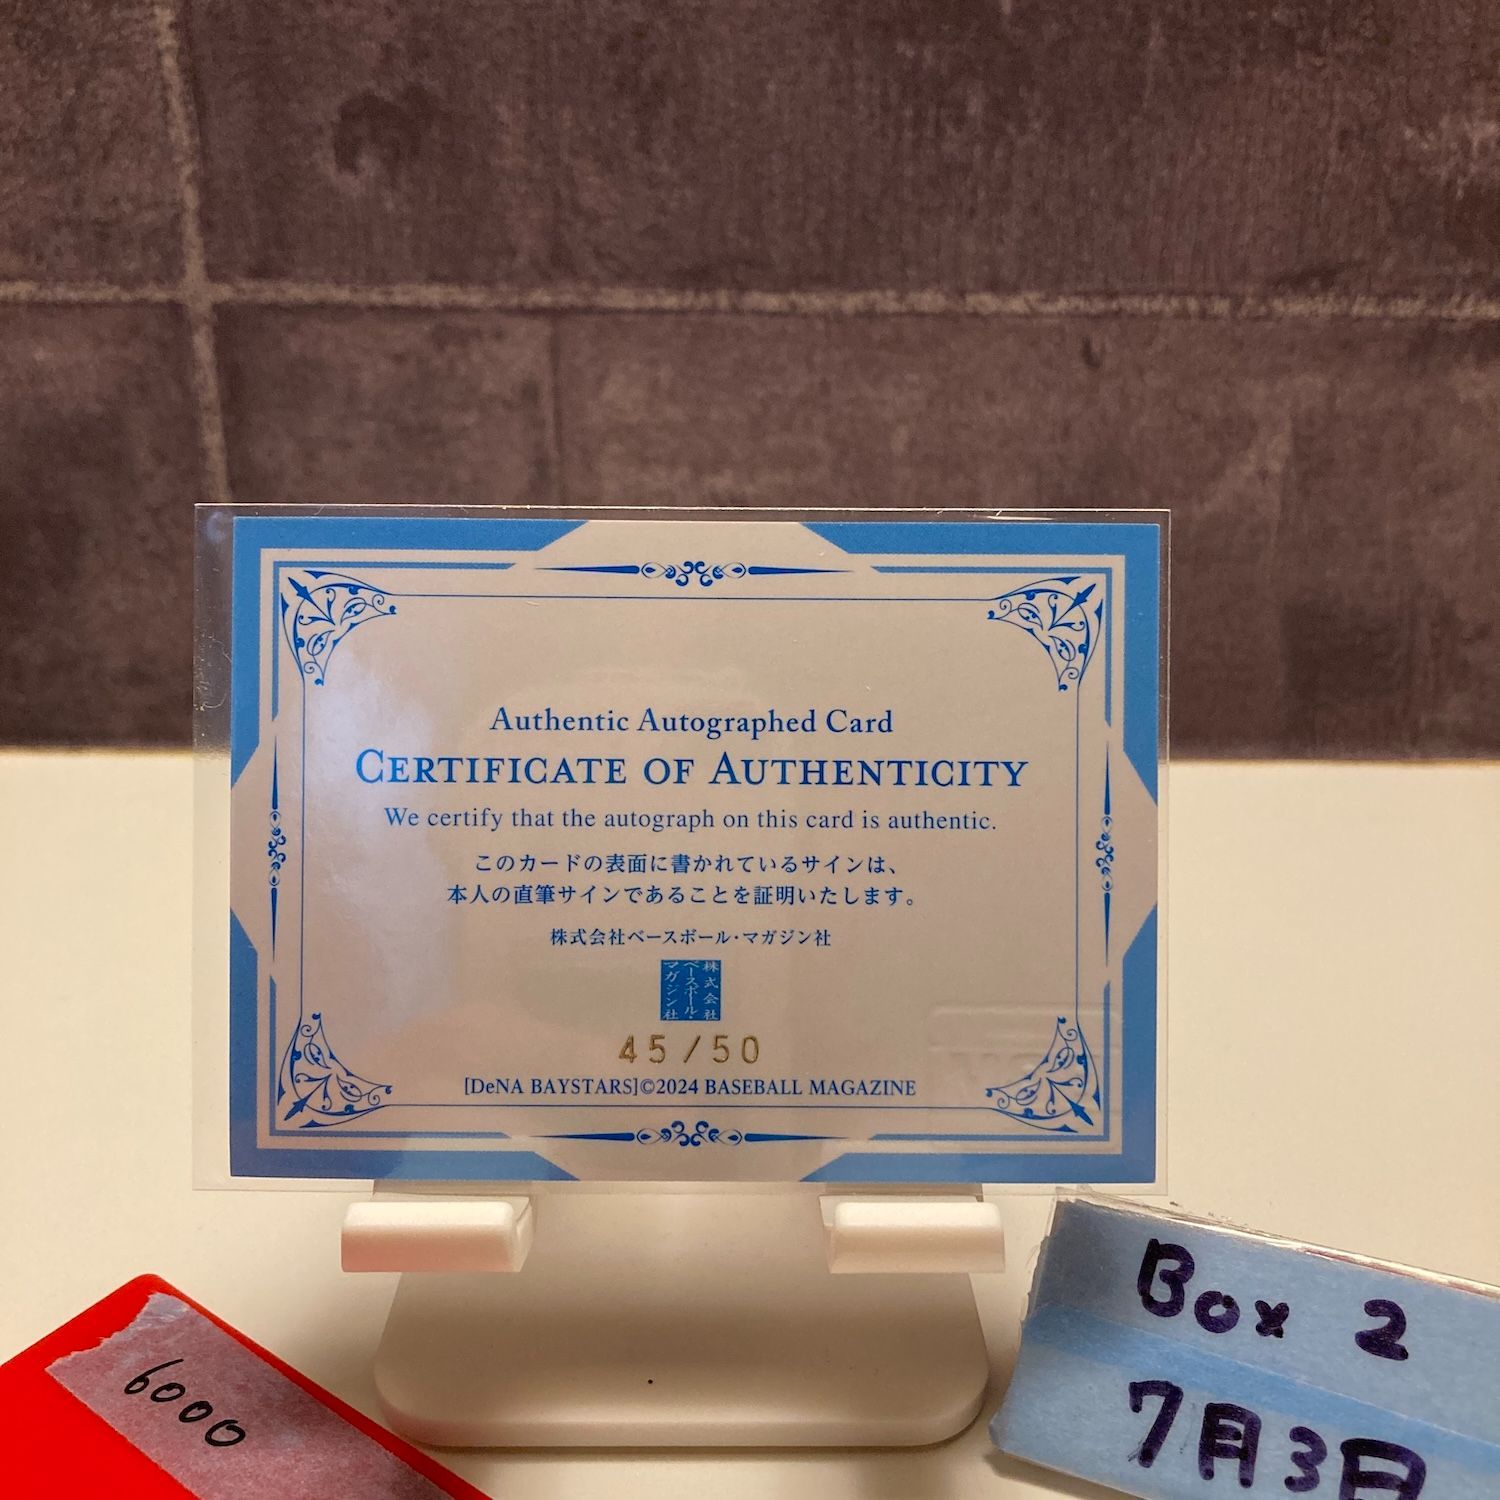 Authentic Autographed Card
CERTIFICATE OF AUTHENTICITY
We certify that the autograph on this card is authentic.
このカードの表面に書かれているサインは、
本人の直筆サインであることを証明いたします。
株式会社ベースボール・マガジン社
株式会社
ベースボール・
マガジン社
45/50
[DeNA BAYSTARS]©2024 BASEBALL MAGAZINE
6000
Box 2
7月3日